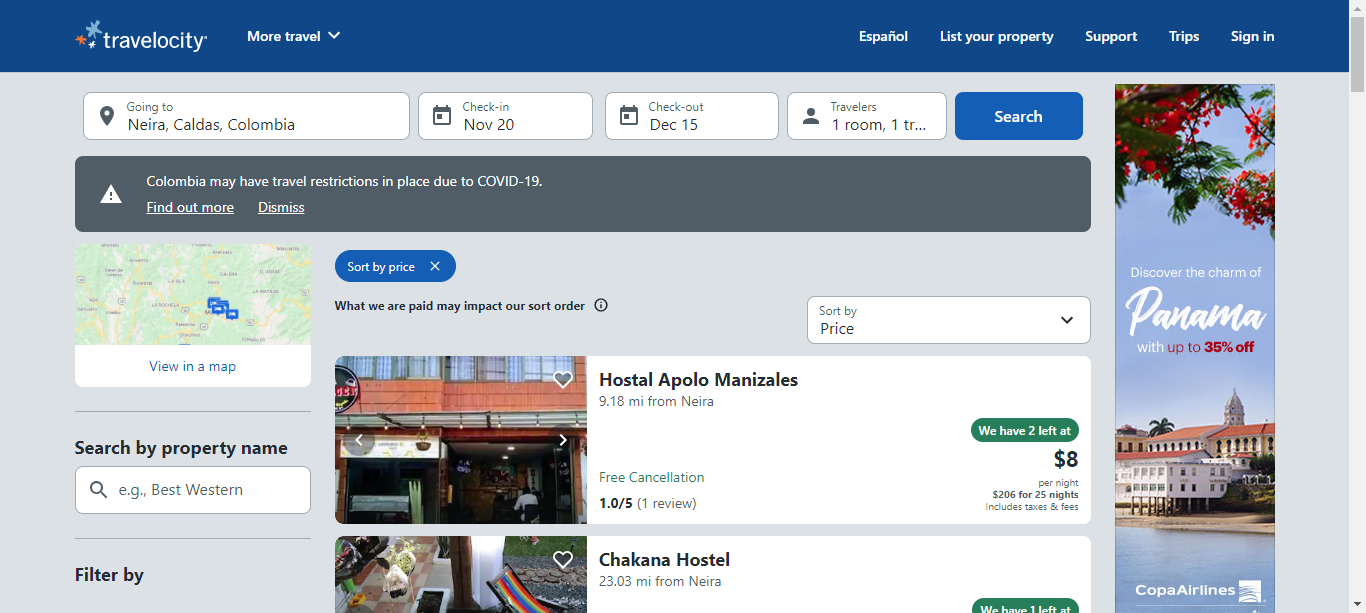 travelocity
More travel
Español
List your property
Support
Trips
Sign in
Going to
Neira, Caldas, Colombia
Check-in
Nov 20
Check-out
Dec 15
Travelers
1 room, 1 tr...
Search
Colombia may have travel restrictions in place due to COVID-19.
Find out more
Dismiss
View in a map
Search by property name
e.g., Best Western
Filter by
Sort by price
What we are paid may impact our sort order
Sort by
Price
Hostal Apolo Manizales
9.18 mi from Neira
We have 2 left at
$8
per night
$206 for 25 nights
Includes taxes & fees
Free Cancellation
1.0/5 (1 review)
Chakana Hostel
23.03 mi from Neira
We have 1 left at
Discover the charm of
Panama
with up to 35% off
CopaAirlines